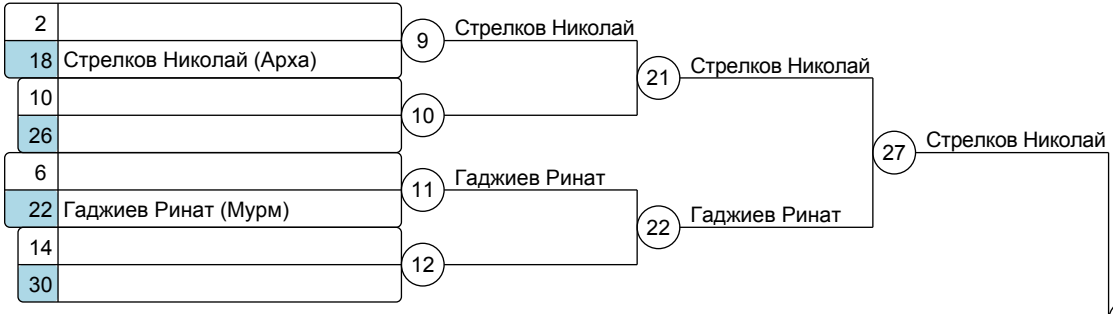 2
9
Стрелков Николай
18 Стрелков Николай (Арха)
21
Стрелков Николай
10
10
26
27
Стрелков Николай
6
11
Гаджиев Ринат
22 Гаджиев Ринат (Мурм)
22
Гаджиев Ринат
14
12
30